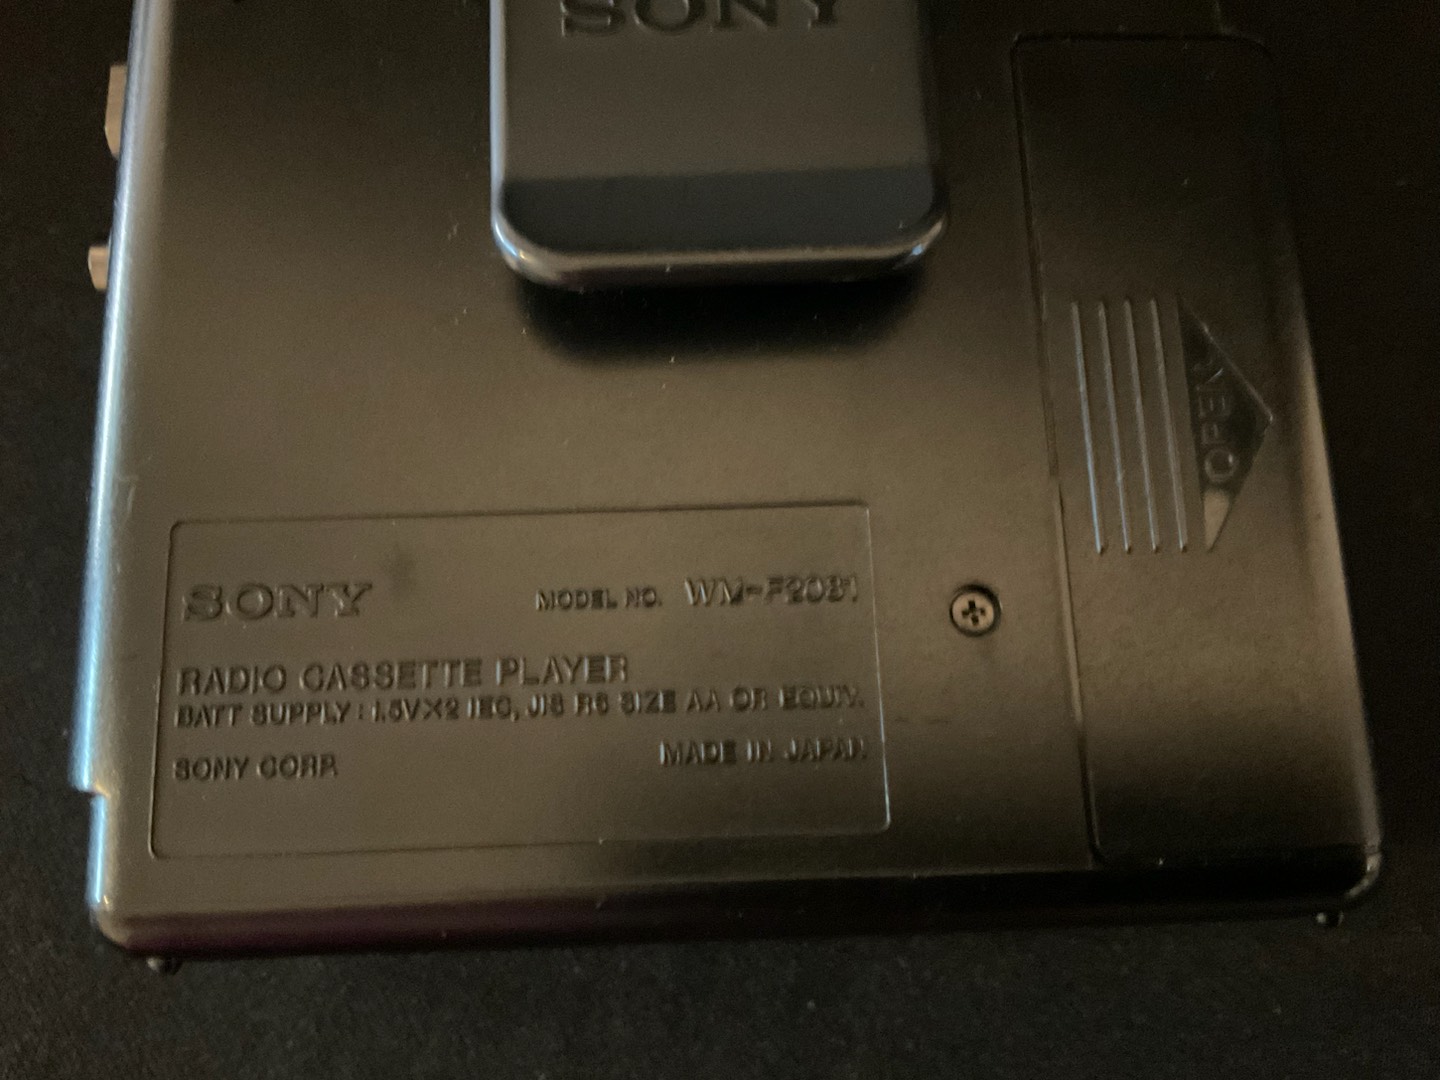 SONY
OPEN
SONY MODEL NO. WM-F2081
RADIO CASSETTE PLAYER
BATT SUPPLY : 1.5V×2 IEC, JIS R6 SIZE AA OR EQUIV.
SONY CORP. MADE IN JAPAN